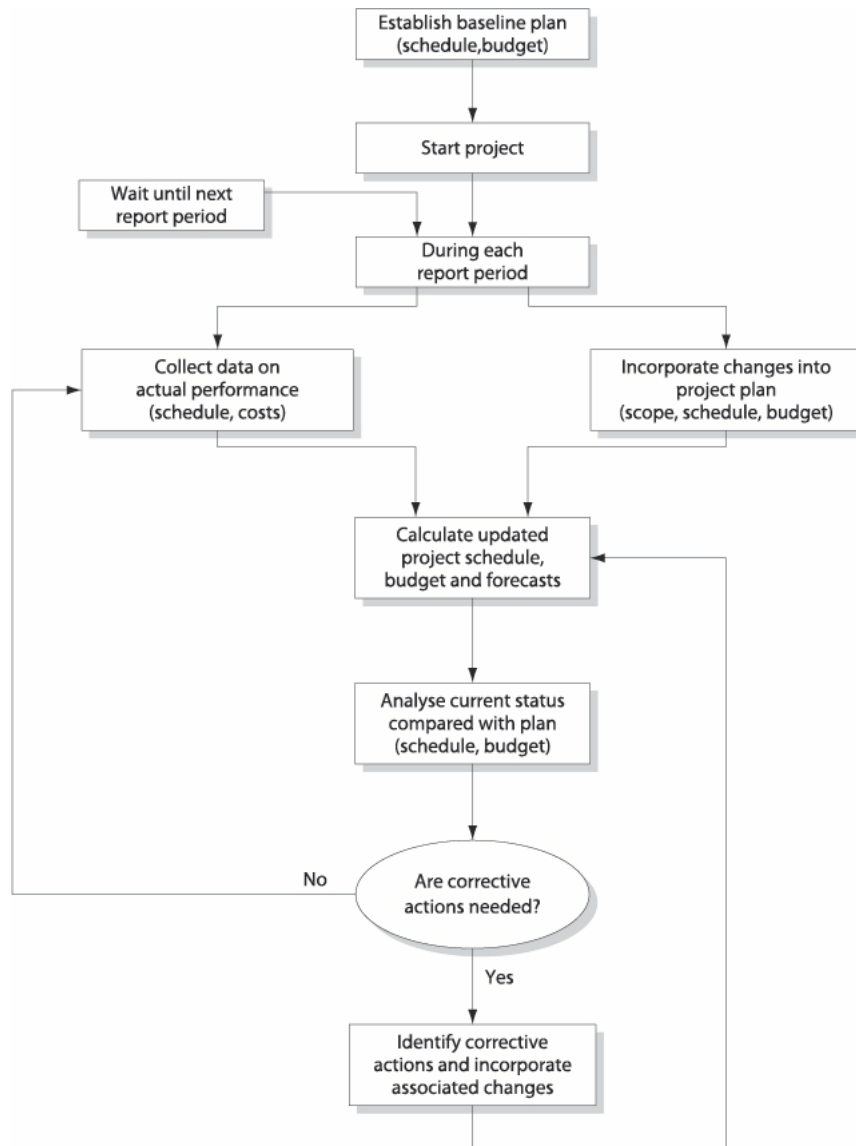 Establish baseline plan
(schedule,budget)
Start project
Wait until next
report period
During each
report period
Collect data on
actual performance
(schedule, costs)
Incorporate changes into
project plan
(scope, schedule, budget)
Calculate updated
project schedule,
budget and forecasts
Analyse current status
compared with plan
(schedule, budget)
No
Are corrective
actions needed?
Yes
Identify corrective
actions and incorporate
associated changes